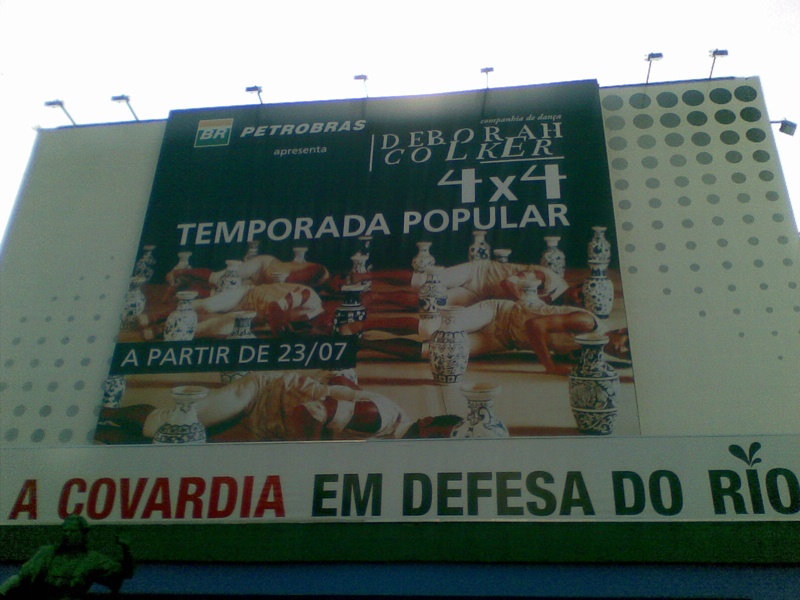 BR PETROBRAS
apresenta
companhia de dança
DEBORAH
COLKER
4x4
TEMPORADA POPULAR
A PARTIR DE 23/07
A COVARDIA EM DEFESA DO RIO